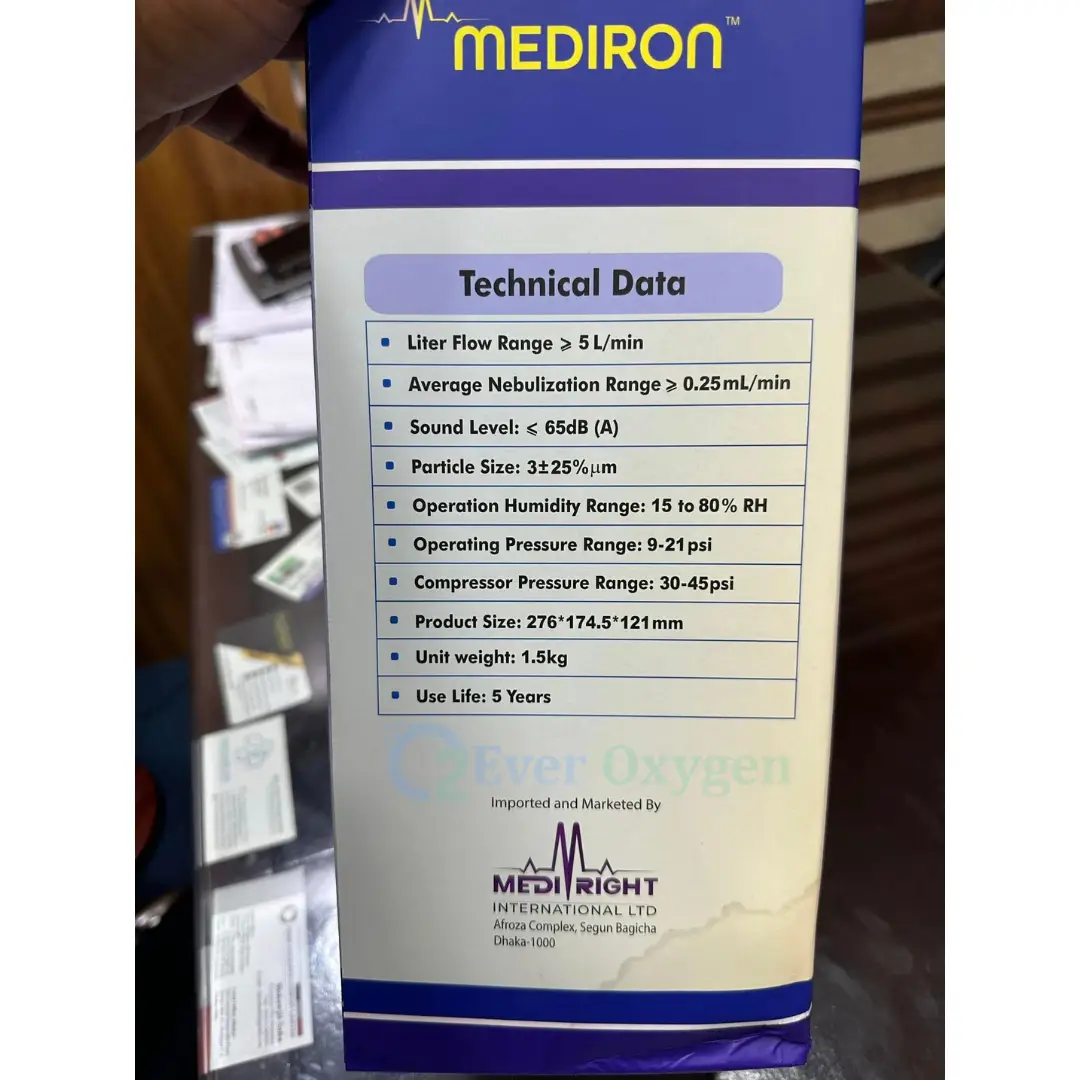 MEDIRON™
Technical Data
Liter Flow Range ⩾ 5 L/min
Average Nebulization Range ⩾ 0.25mL/min
Sound Level: ⩽ 65dB (A)
Particle Size: 3±25%μm
Operation Humidity Range: 15 to 80% RH
Operating Pressure Range: 9-21psi
Compressor Pressure Range: 30-45psi
Product Size: 276*174.5*121mm
Unit weight: 1.5kg
Use Life: 5 Years
O2 Ever Oxygen
Imported and Marketed By
MEDI RIGHT
INTERNATIONAL LTD
Afroza Complex, Segun Bagicha
Dhaka-1000